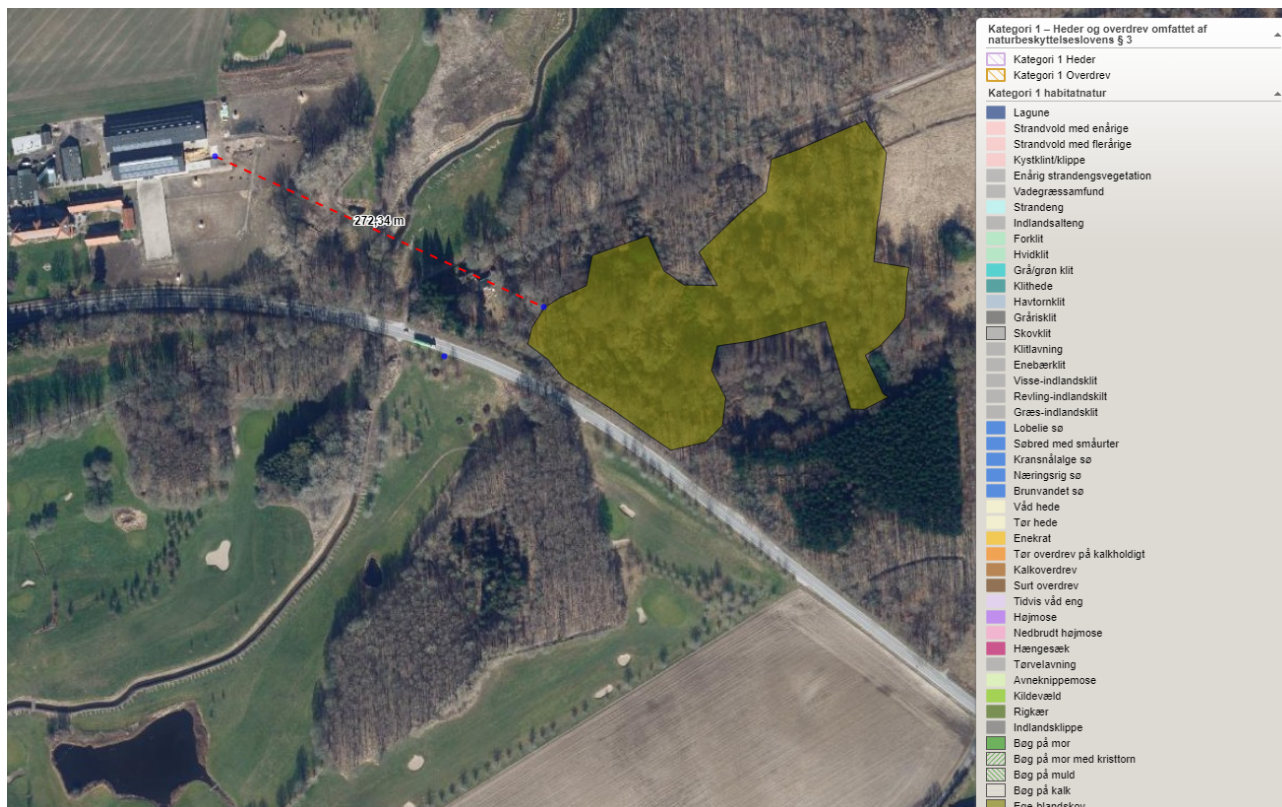 Kategori 1 – Heder og overdrev omfattet af
naturbeskyttelseslovens § 3
Kategori 1 Heder
Kategori 1 Overdrev
Kategori 1 habitatnatur
Lagune
Strandvold med enårige
Strandvold med flerårige
Kystklint/klippe
Enårig strandengsvegetation
Vadegræssamfund
Strandeng
Indlandsalteng
Forklit
Hvidklit
Grå/grøn klit
Klithede
Havtornklit
Grårisklit
Skovklit
Klitlavning
Enebærklit
Visse-indlandsklit
Revling-indlandskilt
Græs-indlandsklit
Lobelie sø
Søbred med småurter
Kransnålalge sø
Næringsrig sø
Brunvandet sø
Våd hede
Tør hede
Enekrat
Tør overdrev på kalkholdigt
Kalkoverdrev
Surt overdrev
Tidvis våd eng
Højmose
Nedbrudt højmose
Hængesæk
Tørvelavning
Avneknippemose
Kildevæld
Rigkær
Indlandsklippe
Bøg på mor
Bøg på mor med kristtorn
Bøg på muld
Bøg på kalk
Ege-blandskov
272,34 m